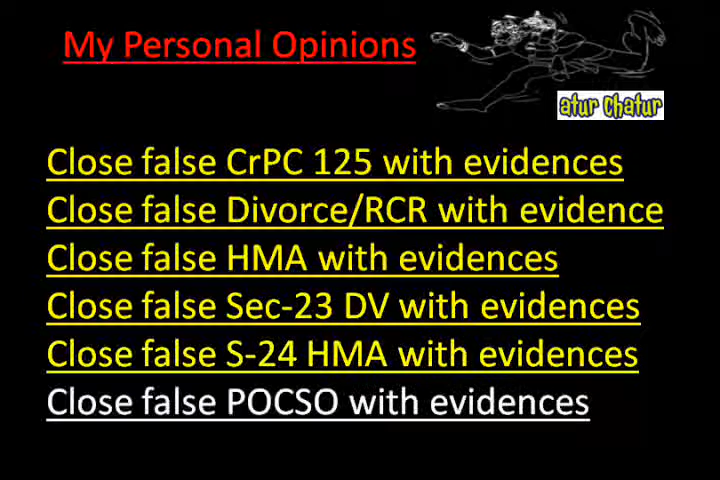 My Personal Opinions
atur Chatur
Close false CrPC 125 with evidences
Close false Divorce/RCR with evidence
Close false HMA with evidences
Close false Sec-23 DV with evidences
Close false S-24 HMA with evidences
Close false POCSO with evidences